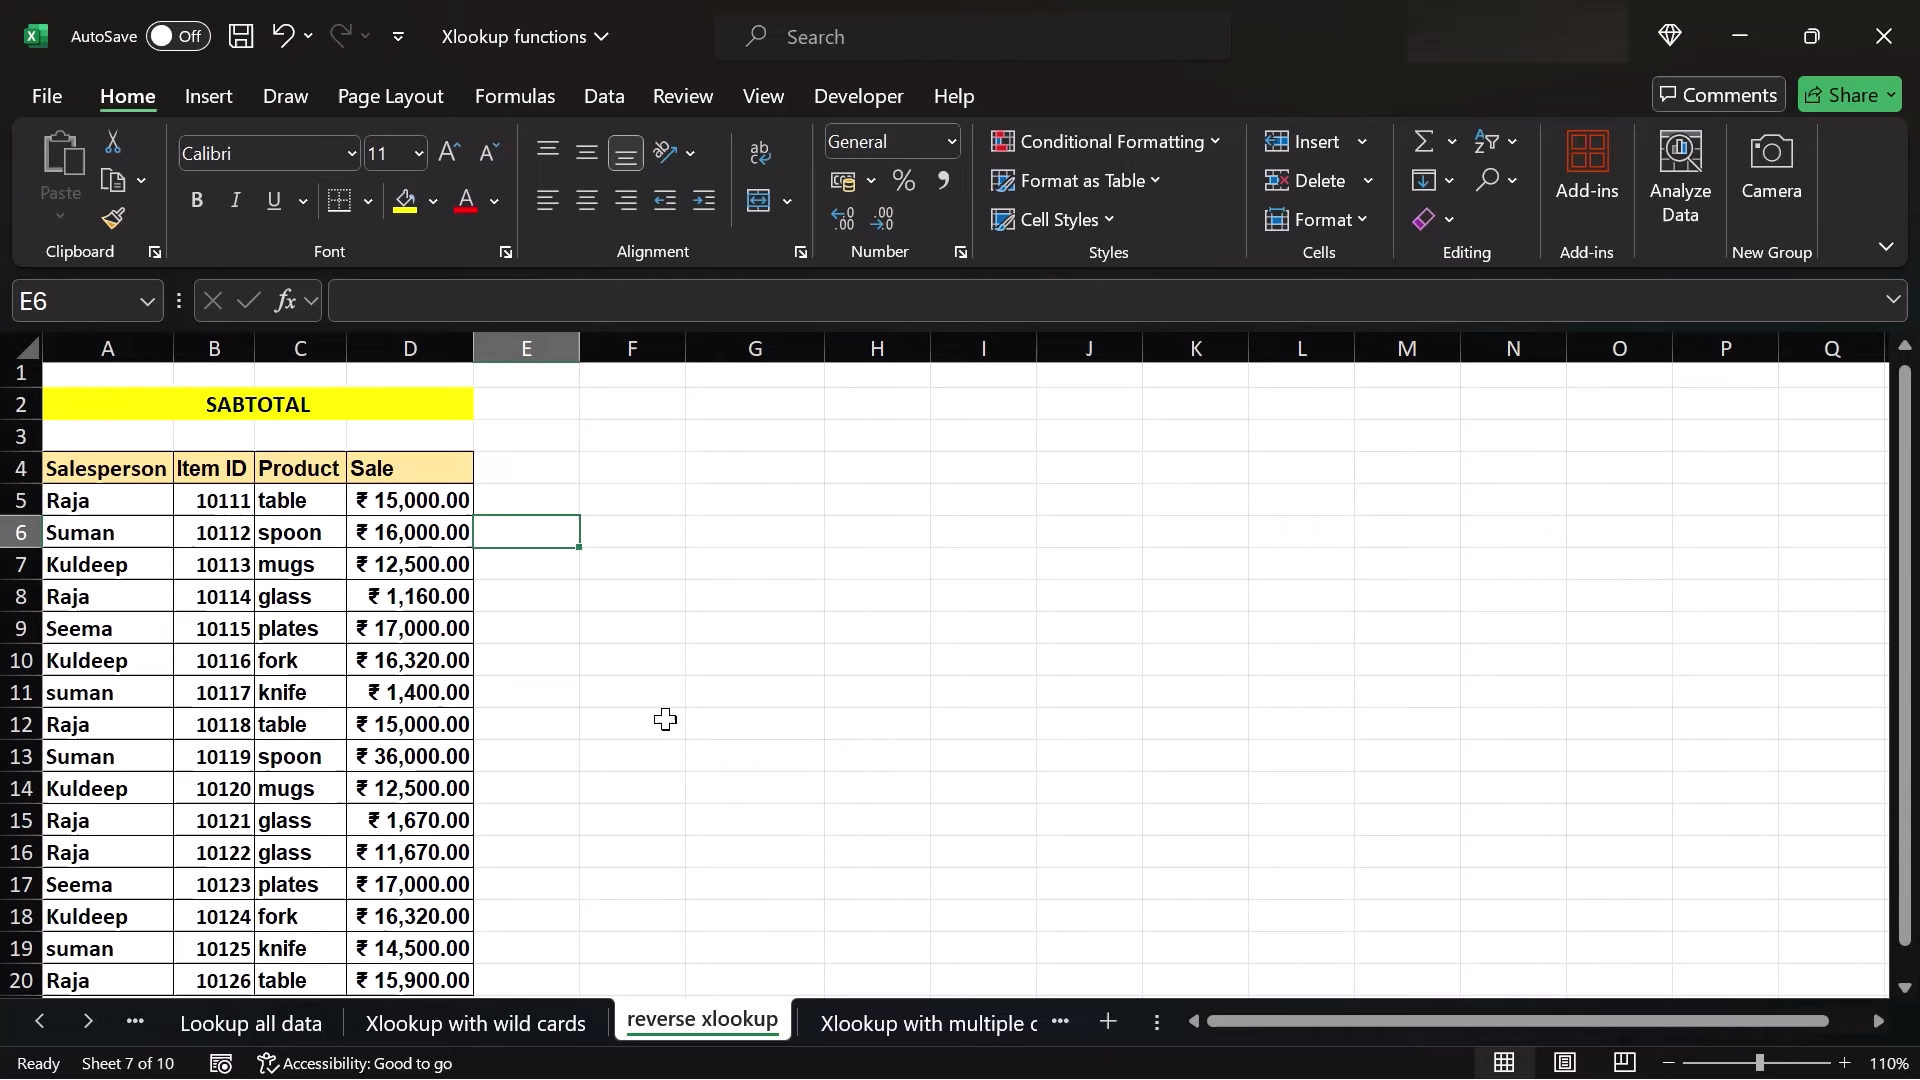 AutoSave Off Xlookup functions Search
File Home Insert Draw Page Layout Formulas Data Review View Developer Help Comments Share
Paste Calibri 11 General Conditional Formatting Insert Add-ins Analyze Data Camera
B I U ab c % Format as Table Delete
.00 .00 Cell Styles Format
Clipboard Font Alignment Number Styles Cells Editing Add-ins New Group
E6 fx
A B C D E F G H I J K L M N O P Q
1
2 SABTOTAL
3
4 Salesperson Item ID Product Sale
5 Raja 10111 table ₹ 15,000.00
6 Suman 10112 spoon ₹ 16,000.00
7 Kuldeep 10113 mugs ₹ 12,500.00
8 Raja 10114 glass ₹ 1,160.00
9 Seema 10115 plates ₹ 17,000.00
10 Kuldeep 10116 fork ₹ 16,320.00
11 suman 10117 knife ₹ 1,400.00
12 Raja 10118 table ₹ 15,000.00
13 Suman 10119 spoon ₹ 36,000.00
14 Kuldeep 10120 mugs ₹ 12,500.00
15 Raja 10121 glass ₹ 1,670.00
16 Raja 10122 glass ₹ 11,670.00
17 Seema 10123 plates ₹ 17,000.00
18 Kuldeep 10124 fork ₹ 16,320.00
19 suman 10125 knife ₹ 14,500.00
20 Raja 10126 table ₹ 15,900.00
Lookup all data Xlookup with wild cards reverse xlookup Xlookup with multiple c
Ready Sheet 7 of 10 Accessibility: Good to go 110%